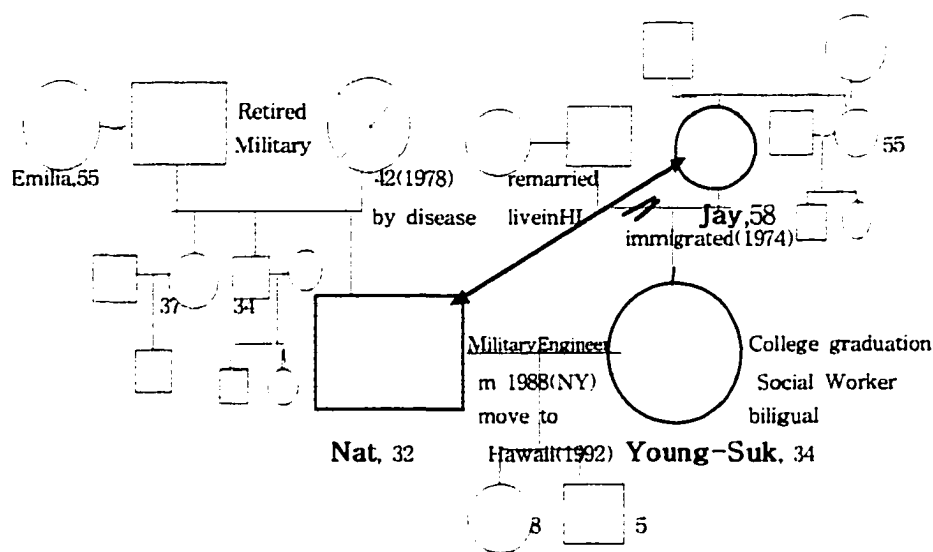 Retired
Military
Emilia,55
42(1978)
by disease
remarried
liveinHI
55
Jay,58
immigrated(1974)
37
34
MilitaryEngineer
m 1988(NY)
move to
Hawaii(1992)
College graduation
Social Worker
biligual
Nat, 32
Young-Suk, 34
8
5